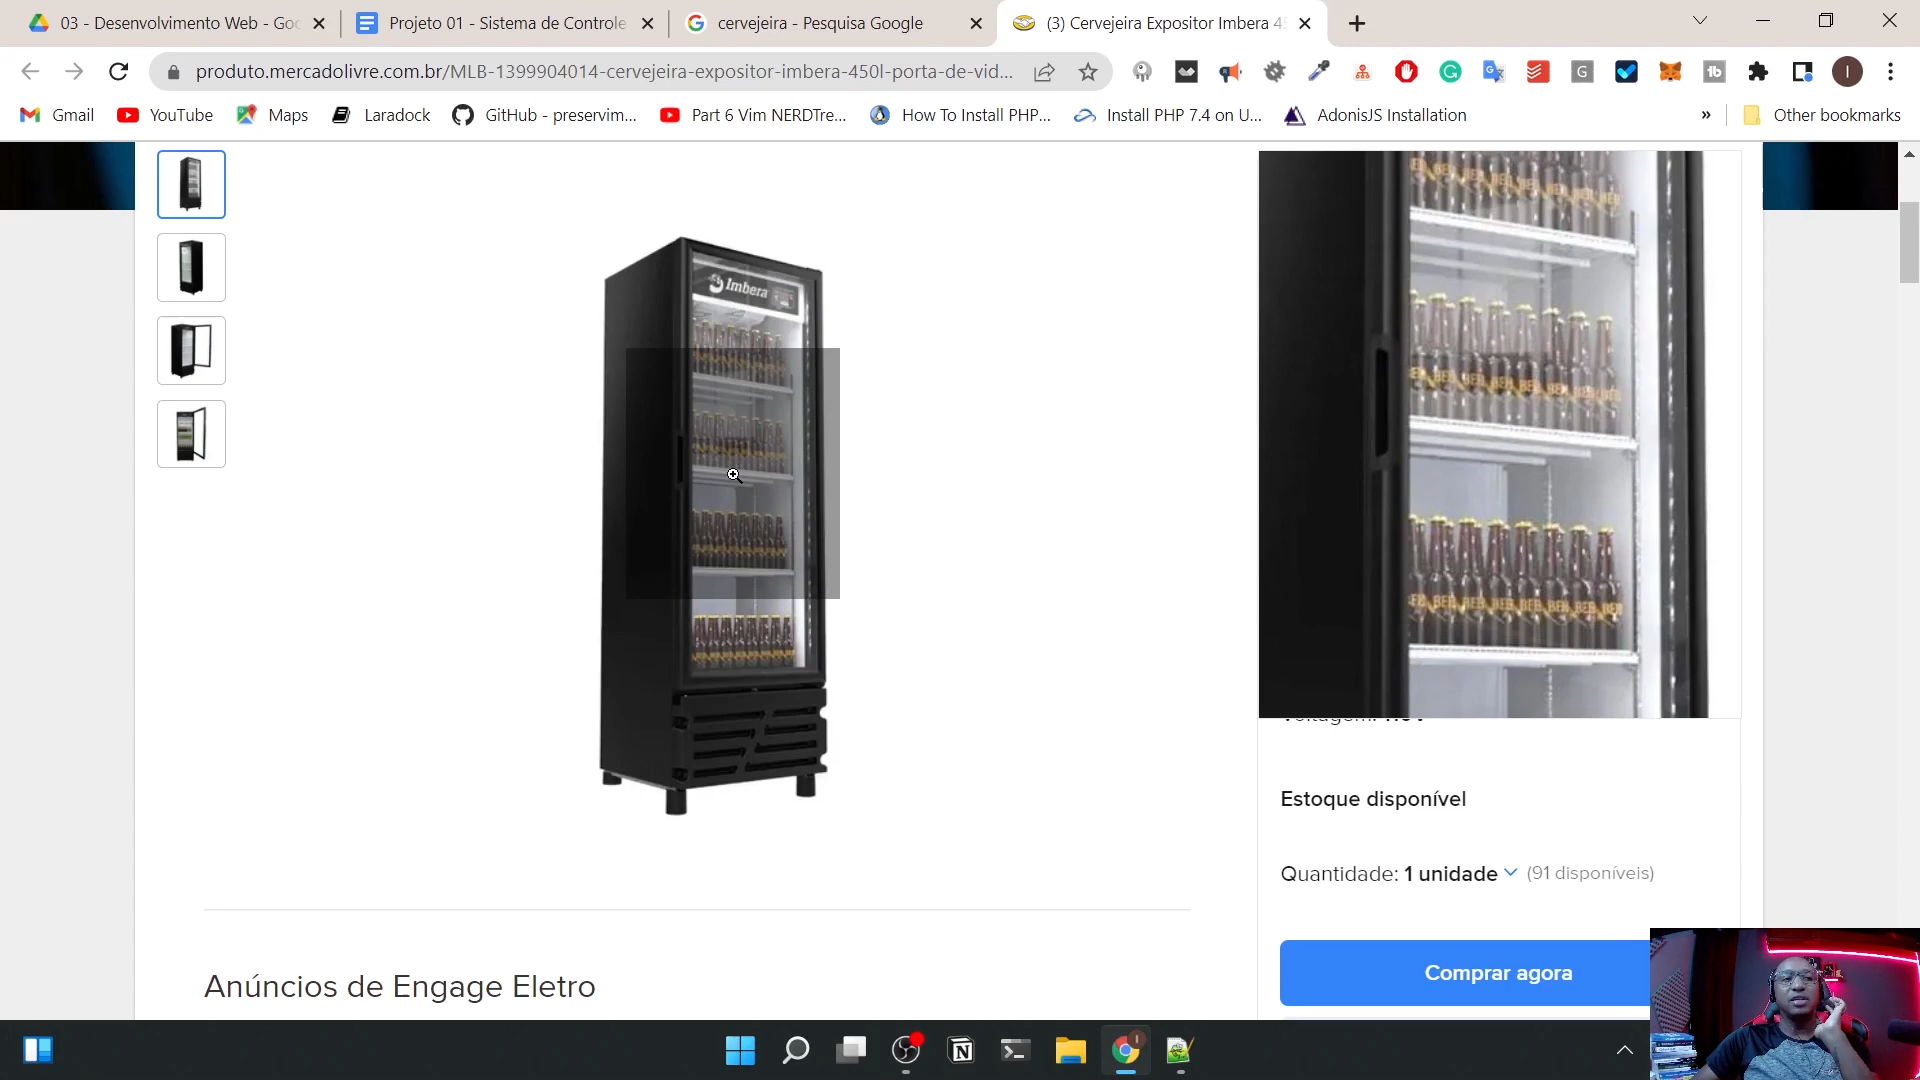 03 - Desenvolvimento Web - Goo
Projeto 01 - Sistema de Controle
cervejeira - Pesquisa Google
(3) Cervejeira Expositor Imbera 45
produto.mercadolivre.com.br/MLB-1399904014-cervejeira-expositor-imbera-450l-porta-de-vid...
Gmail
YouTube
Maps
Laradock
GitHub - preservim...
Part 6 Vim NERDTre...
How To Install PHP...
Install PHP 7.4 on U...
AdonisJS Installation
»
Other bookmarks
Imbera
Estoque disponível
Quantidade: 1 unidade (91 disponíveis)
Comprar agora
Anúncios de Engage Eletro